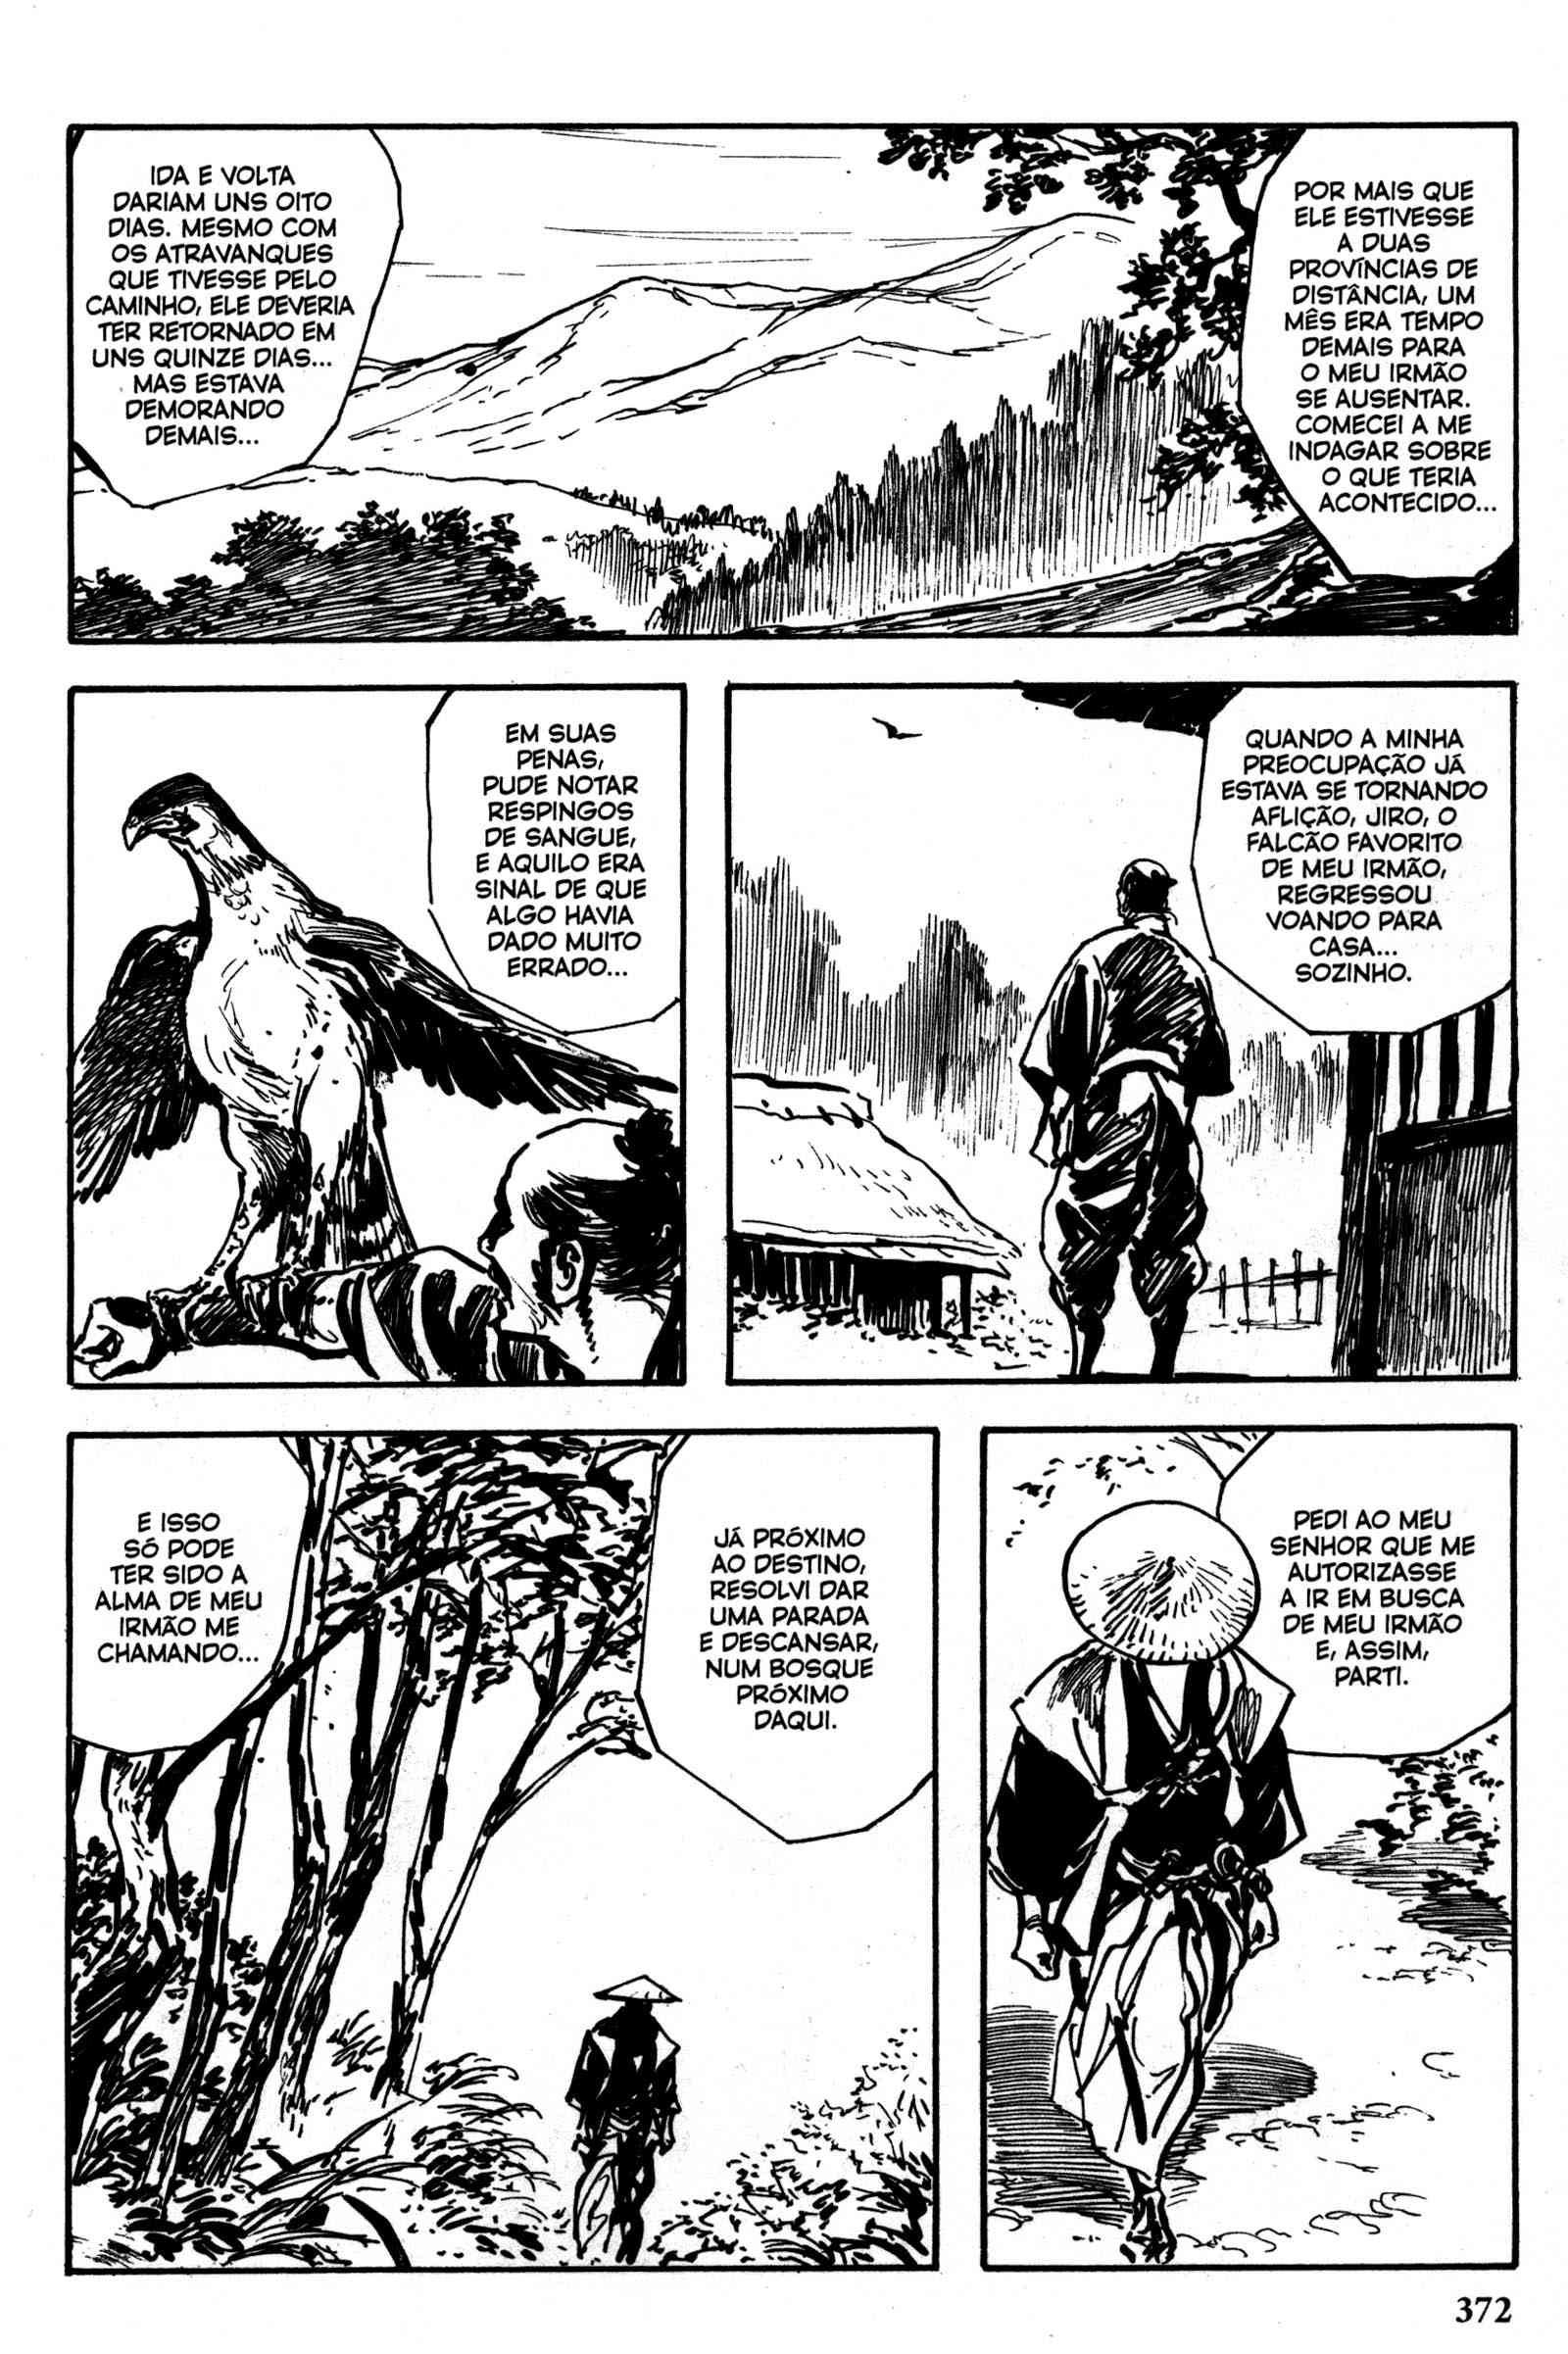 POR MAIS QUE
ELE ESTIVESSE
A DUAS
PROVÍNCIAS DE
DISTÂNCIA, UM
MÊS ERA TEMPO
DEMAIS PARA
O MEU IRMÃO
SE AUSENTAR.
COMECEI A ME
INDAGAR SOBRE
O QUE TERIA
ACONTECIDO...
IDA E VOLTA
DARIAM UNS OITO
DIAS. MESMO COM
OS ATRAVANQUES
QUE TIVESSE PELO
CAMINHO, ELE DEVERIA
TER RETORNADO EM
UNS QUINZE DIAS...
MAS ESTAVA
DEMORANDO
DEMAIS...
QUANDO A MINHA
PREOCUPAÇÃO JÁ
ESTAVA SE TORNANDO
AFLIÇÃO, JIRO, O
FALCÃO FAVORITO
DE MEU IRMÃO,
REGRESSOU
VOANDO PARA
CASA...
SOZINHO.
EM SUAS
PENAS,
PUDE NOTAR
RESPINGOS
DE SANGUE,
E AQUILO ERA
SINAL DE QUE
ALGO HAVIA
DADO MUITO
ERRADO...
PEDI AO MEU
SENHOR QUE ME
AUTORIZASSE
A IR EM BUSCA
DE MEU IRMÃO
E, ASSIM,
PARTI.
JÁ PRÓXIMO
AO DESTINO,
RESOLVI DAR
UMA PARADA
E DESCANSAR,
NUM BOSQUE
PRÓXIMO
DAQUI.
E ISSO
SÓ PODE
TER SIDO A
ALMA DE MEU
IRMÃO ME
CHAMANDO...
372